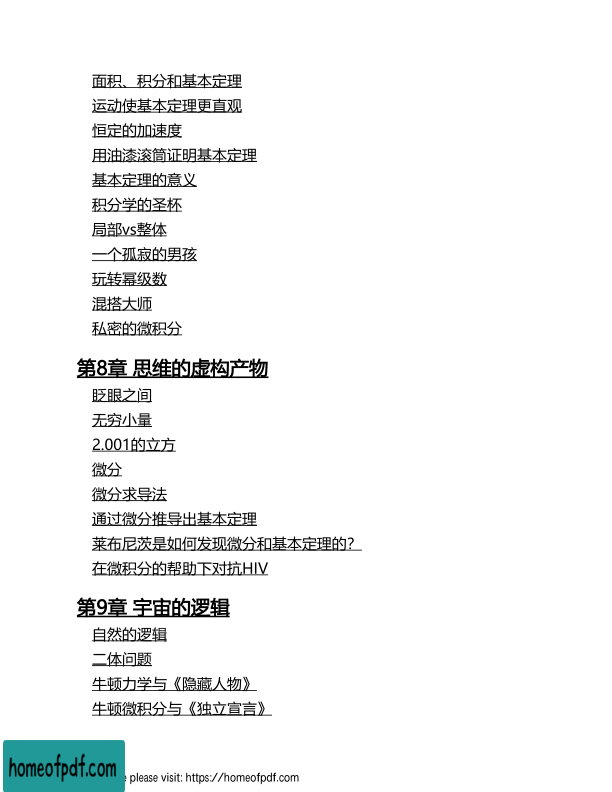 面积、积分和基本定理
运动使基本定理更直观
恒定的加速度
用油漆滚筒证明基本定理
基本定理的意义
积分学的圣杯
局部vs整体
一个孤寂的男孩
玩转幂级数
混搭大师
私密的微积分
第8章 思维的虚构产物
眨眼之间
无穷小量
2.001的立方
微分
微分求导法
通过微分推导出基本定理
莱布尼茨是如何发现微分和基本定理的？
在微积分的帮助下对抗HIV
第9章 宇宙的逻辑
自然的逻辑
二体问题
牛顿力学与《隐藏人物》
牛顿微积分与《独立宣言》
homeofpdf.com
please visit: https://homeofpdf.com